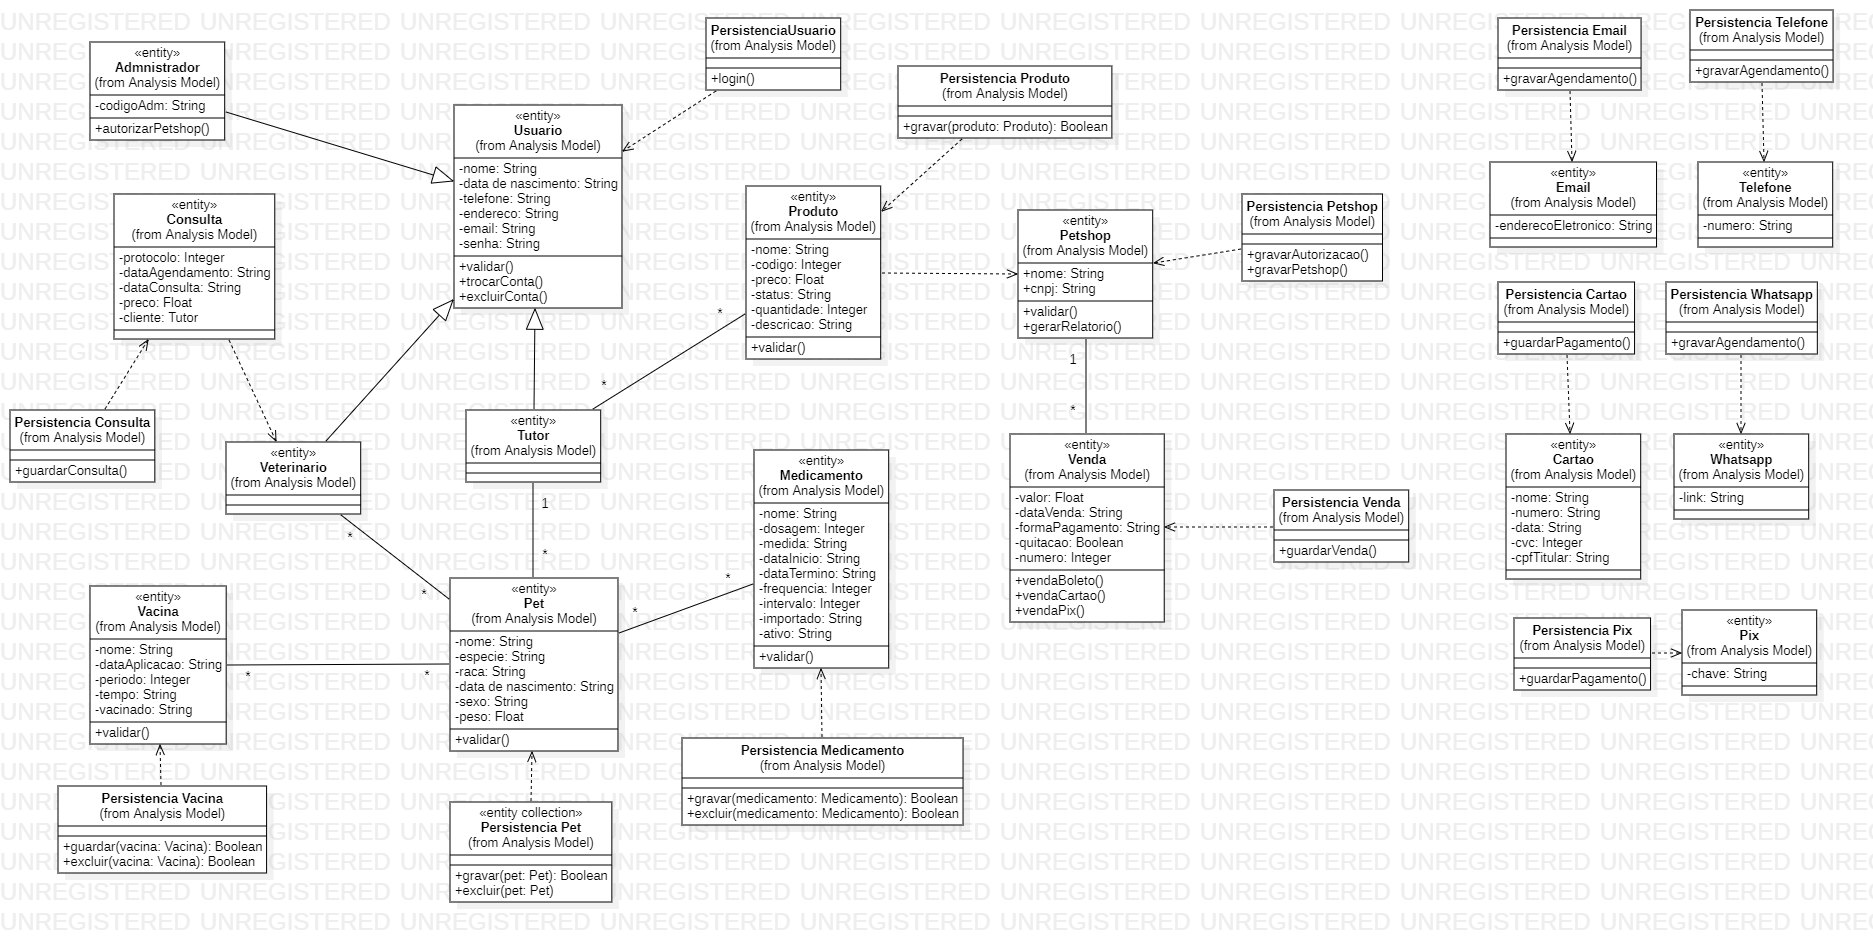 «entity»
Admnistrador
(from Analysis Model)
-codigoAdm: String
+autorizarPetshop()
PersistenciaUsuario
(from Analysis Model)
+login()
«entity»
Usuario
(from Analysis Model)
-nome: String
-data de nascimento: String
-telefone: String
-endereco: String
-email: String
-senha: String
+validar()
+trocarConta()
+excluirConta()
Persistencia Produto
(from Analysis Model)
+gravar(produto: Produto): Boolean
Persistencia Email
(from Analysis Model)
+gravarAgendamento()
Persistencia Telefone
(from Analysis Model)
+gravarAgendamento()
«entity»
Consulta
(from Analysis Model)
-protocolo: Integer
-dataAgendamento: String
-dataConsulta: String
-preco: Float
-cliente: Tutor
«entity»
Produto
(from Analysis Model)
-nome: String
-codigo: Integer
-preco: Float
-status: String
-quantidade: Integer
-descricao: String
+validar()
«entity»
Petshop
(from Analysis Model)
+nome: String
+cnpj: String
+validar()
+gerarRelatorio()
Persistencia Petshop
(from Analysis Model)
+gravarAutorizacao()
+gravarPetshop()
«entity»
Email
(from Analysis Model)
-enderecoEletronico: String
«entity»
Telefone
(from Analysis Model)
-numero: String
Persistencia Cartao
(from Analysis Model)
+guardarPagamento()
Persistencia Whatsapp
(from Analysis Model)
+gravarAgendamento()
*
*
1
*
Persistencia Consulta
(from Analysis Model)
+guardarConsulta()
«entity»
Veterinario
(from Analysis Model)
«entity»
Tutor
(from Analysis Model)
1
*
*
*
«entity»
Medicamento
(from Analysis Model)
-nome: String
-dosagem: Integer
-medida: String
-dataInicio: String
-dataTermino: String
-frequencia: Integer
-intervalo: Integer
-importado: String
-ativo: String
+validar()
«entity»
Venda
(from Analysis Model)
-valor: Float
-dataVenda: String
-formaPagamento: String
-quitacao: Boolean
-numero: Integer
+vendaBoleto()
+vendaCartao()
+vendaPix()
Persistencia Venda
(from Analysis Model)
+guardarVenda()
«entity»
Cartao
(from Analysis Model)
-nome: String
-numero: String
-data: String
-cvc: Integer
-cpfTitular: String
«entity»
Whatsapp
(from Analysis Model)
-link: String
«entity»
Vacina
(from Analysis Model)
-nome: String
-dataAplicacao: String
-periodo: Integer
-tempo: String
-vacinado: String
+validar()
*
*
«entity»
Pet
(from Analysis Model)
-nome: String
-especie: String
-raca: String
-data de nascimento: String
-sexo: String
-peso: Float
+validar()
*
*
Persistencia Pix
(from Analysis Model)
+guardarPagamento()
«entity»
Pix
(from Analysis Model)
-chave: String
Persistencia Vacina
(from Analysis Model)
+guardar(vacina: Vacina): Boolean
+excluir(vacina: Vacina): Boolean
«entity collection»
Persistencia Pet
(from Analysis Model)
+gravar(pet: Pet): Boolean
+excluir(pet: Pet)
Persistencia Medicamento
(from Analysis Model)
+gravar(medicamento: Medicamento): Boolean
+excluir(medicamento: Medicamento): Boolean
UNREGISTERED